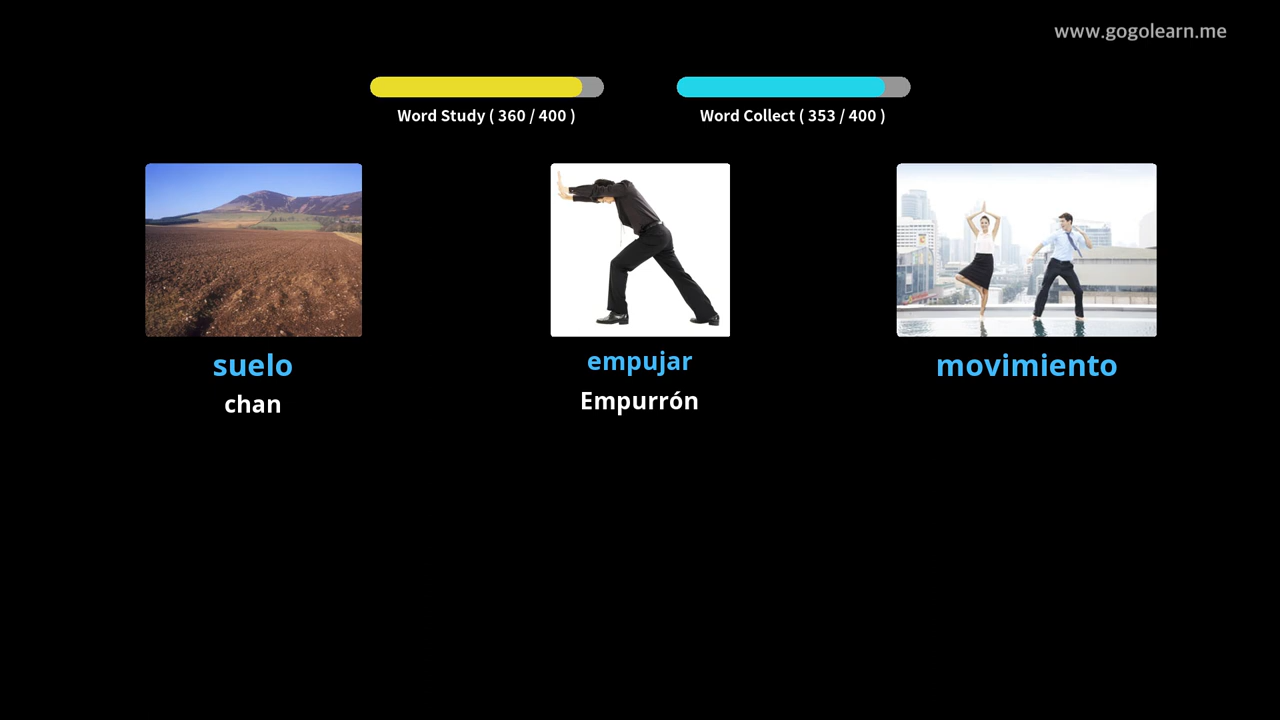 www.gogolearn.me
Word Study ( 360 / 400 )
Word Collect ( 353 / 400 )
suelo
chan
empujar
Empurrón
movimiento